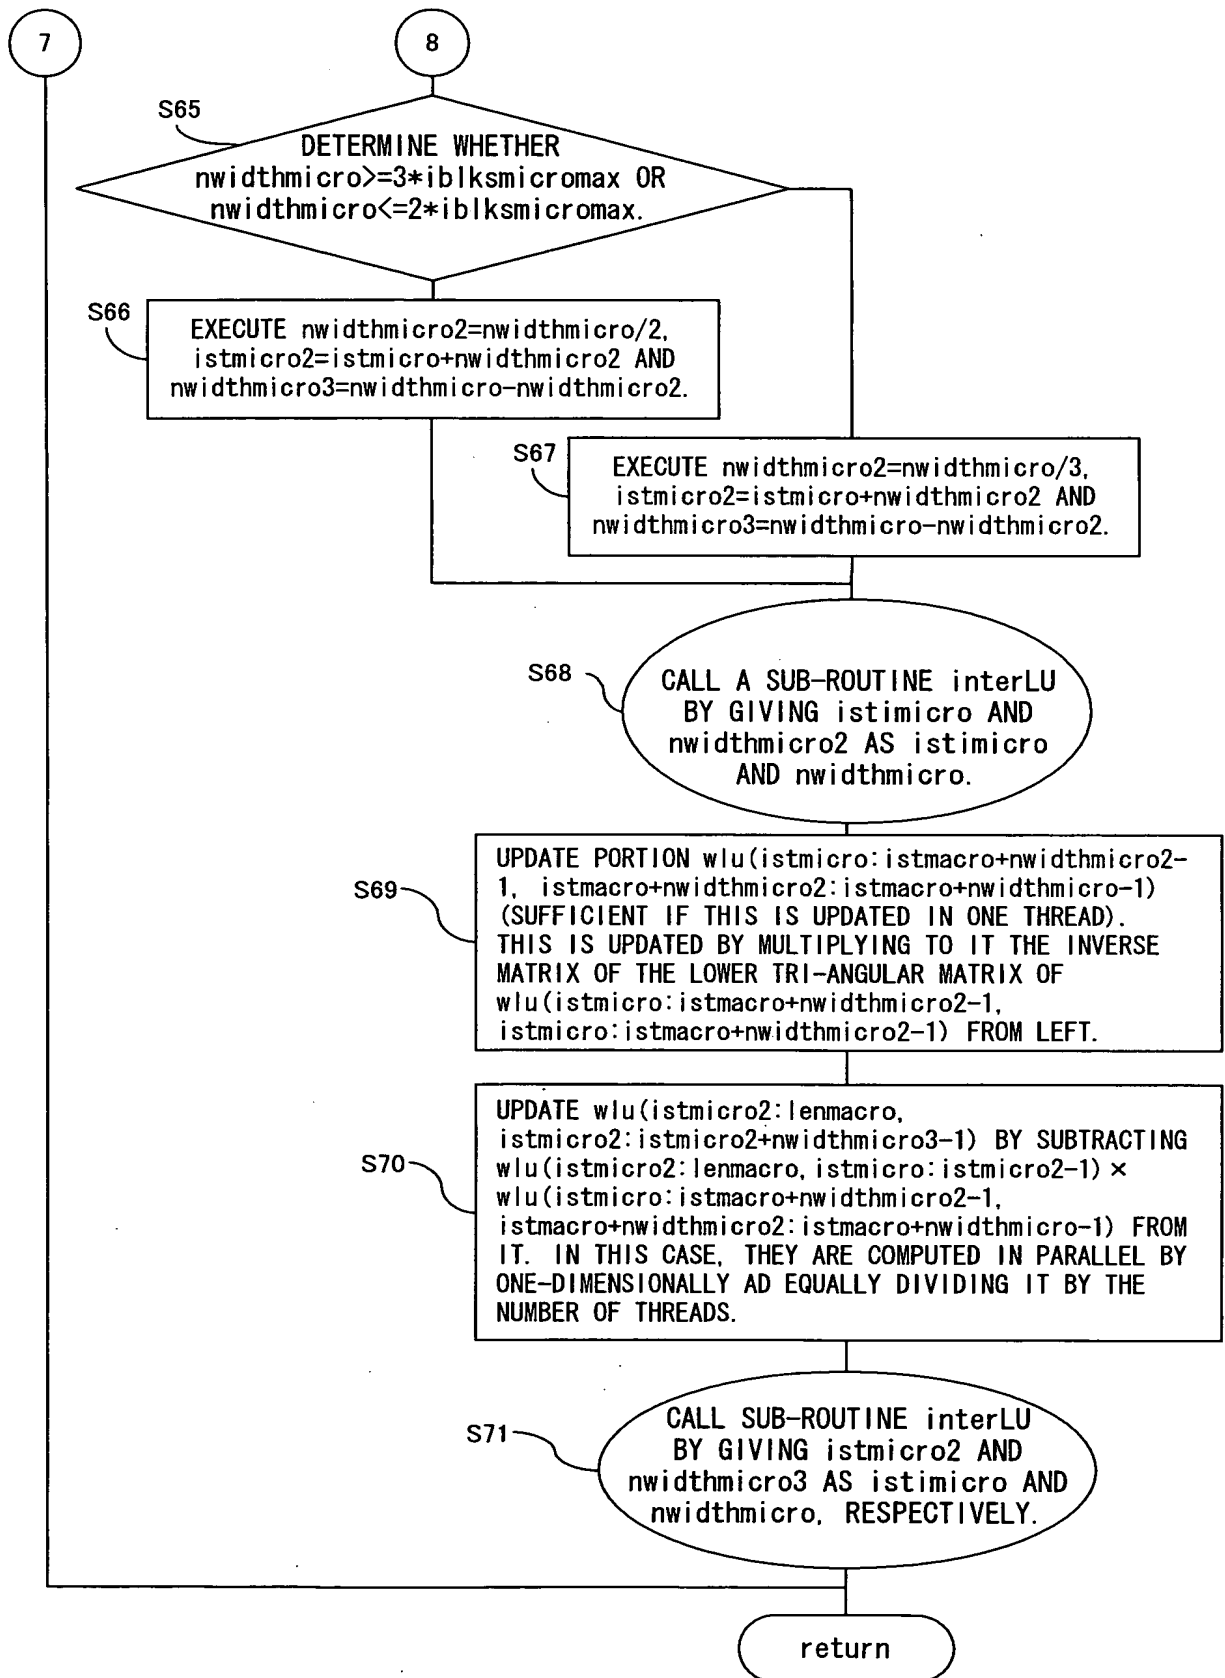 7
8
S65
DETERMINE WHETHER
nwidthmicro>=3*iblksmicromax OR
nwidthmicro<=2*iblksmicromax.
S66
EXECUTE nwidthmicro2=nwidthmicro/2,
istmicro2=istmicro+nwidthmicro2 AND
nwidthmicro3=nwidthmicro-nwidthmicro2.
S67
EXECUTE nwidthmicro2=nwidthmicro/3,
istmicro2=istmicro+nwidthmicro2 AND
nwidthmicro3=nwidthmicro-nwidthmicro2.
S68
CALL A SUB-ROUTINE interLU
BY GIVING istimicro AND
nwidthmicro2 AS istimicro
AND nwidthmicro.
S69
UPDATE PORTION wlu(istmicro:istmacro+nwidthmicro2-
1, istmacro+nwidthmicro2:istmacro+nwidthmicro-1)
(SUFFICIENT IF THIS IS UPDATED IN ONE THREAD).
THIS IS UPDATED BY MULTIPLYING TO IT THE INVERSE
MATRIX OF THE LOWER TRI-ANGULAR MATRIX OF
wlu(istmicro:istmacro+nwidthmicro2-1,
istmicro:istmacro+nwidthmicro2-1) FROM LEFT.
S70
UPDATE wlu(istmicro2:lenmacro,
istmicro2:istmicro2+nwidthmicro3-1) BY SUBTRACTING
wlu(istmicro2:lenmacro,istmicro:istmicro2-1)×
wlu(istmicro:istmacro+nwidthmicro2-1,
istmacro+nwidthmicro2:istmacro+nwidthmicro-1) FROM
IT. IN THIS CASE, THEY ARE COMPUTED IN PARALLEL BY
ONE-DIMENSIONALLY AD EQUALLY DIVIDING IT BY THE
NUMBER OF THREADS.
S71
CALL SUB-ROUTINE interLU
BY GIVING istmicro2 AND
nwidthmicro3 AS istimicro AND
nwidthmicro, RESPECTIVELY.
return